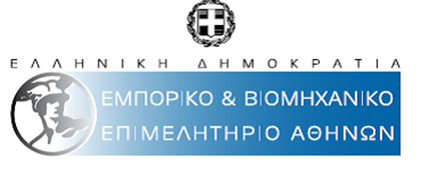 ΕΛΛΗΝΙΚΗ ΔΗΜΟΚΡΑΤΙΑ
ΕΜΠΟΡΙΚΟ & ΒΙΟΜΗΧΑΝΙΚΟ
ΕΠΙΜΕΛΗΤΗΡΙΟ ΑΘΗΝΩΝ